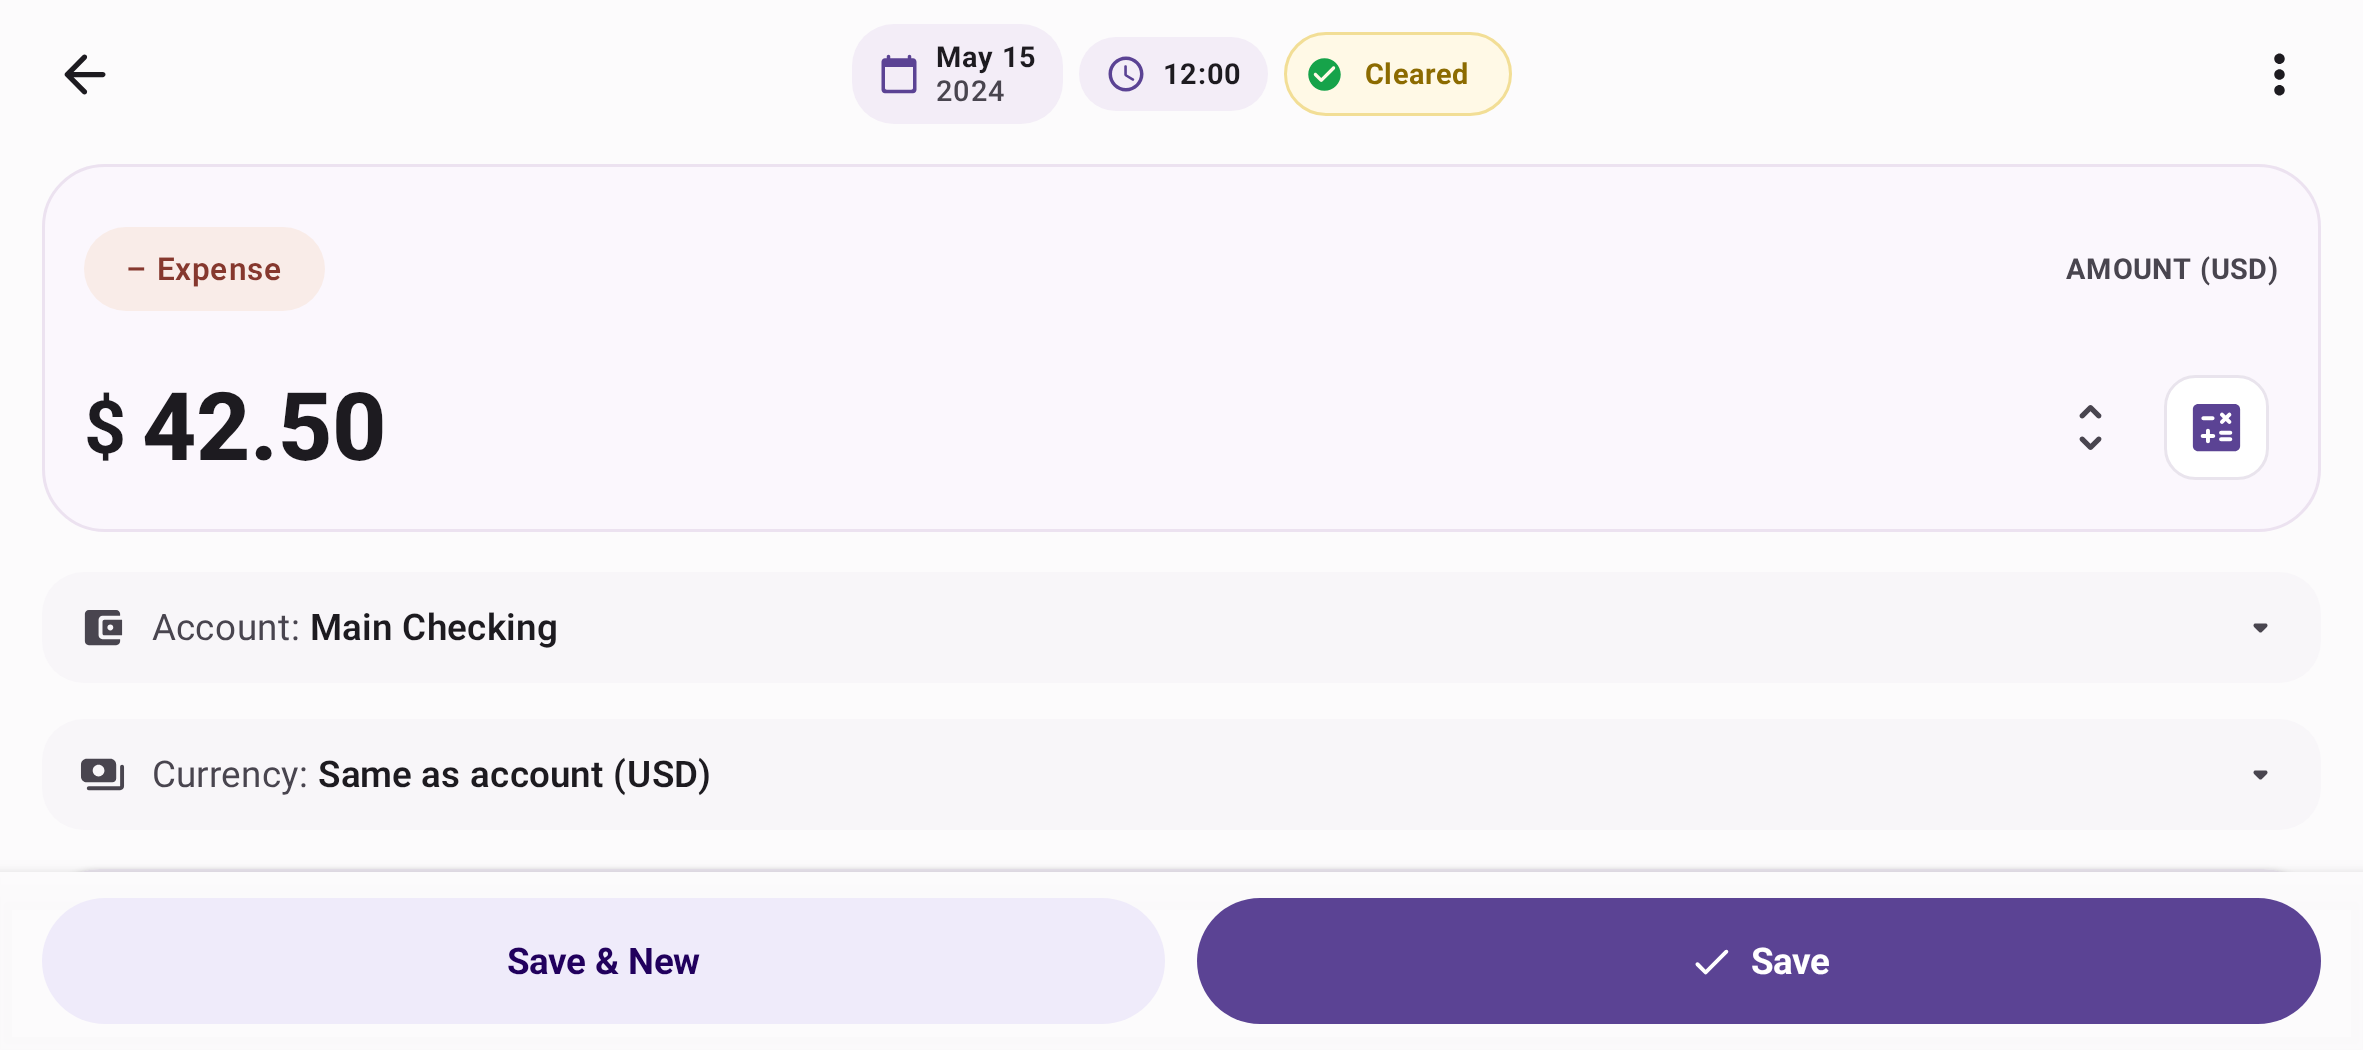 May 15
2024
12:00
Cleared
– Expense
AMOUNT (USD)
$ 42.50
Account: Main Checking
Currency: Same as account (USD)
Save & New
Save